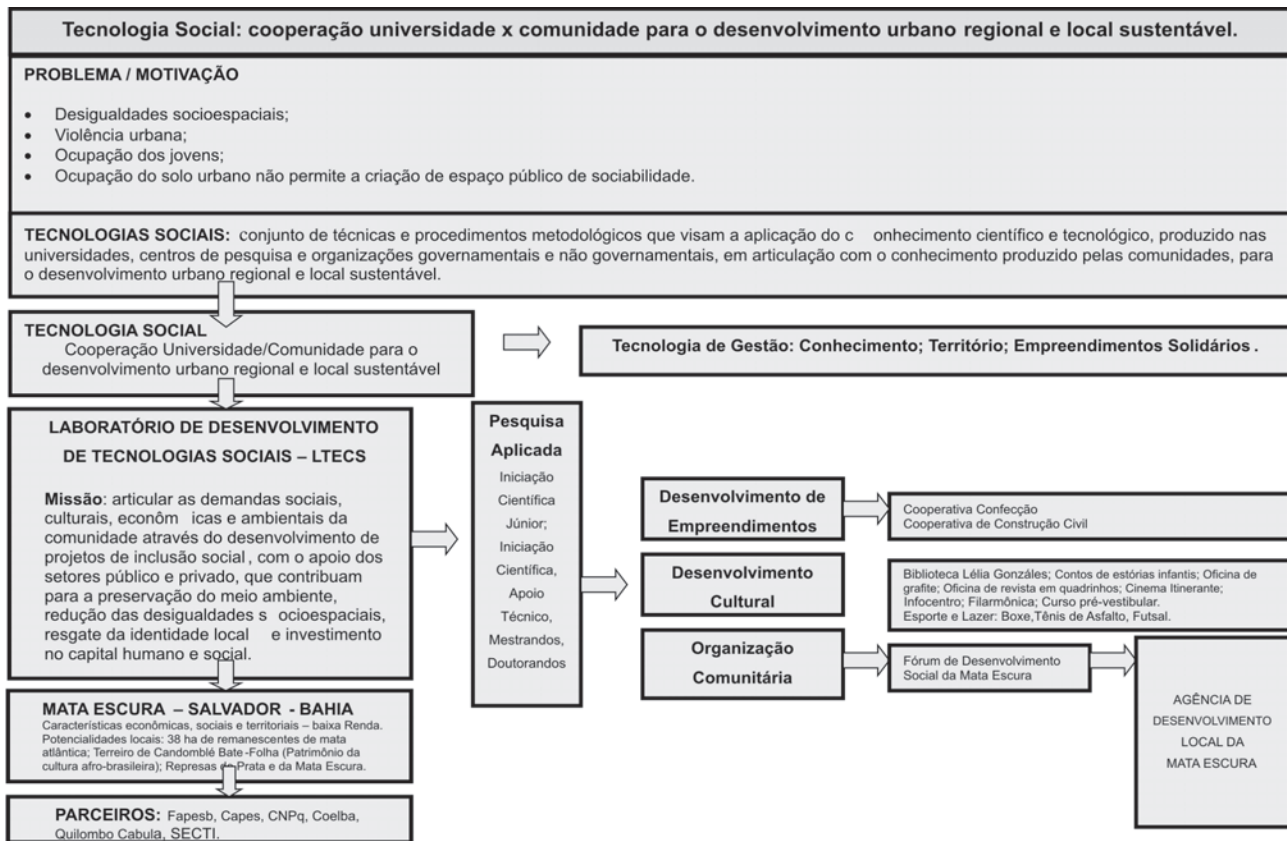 Tecnologia Social: cooperação universidade x comunidade para o desenvolvimento urbano regional e local sustentável.
PROBLEMA / MOTIVAÇÃO
• Desigualdades socioespaciais;
• Violência urbana;
• Ocupação dos jovens;
• Ocupação do solo urbano não permite a criação de espaço público de sociabilidade.
TECNOLOGIAS SOCIAIS: conjunto de técnicas e procedimentos metodológicos que visam a aplicação do c onhecimento científico e tecnológico, produzido nas
universidades, centros de pesquisa e organizações governamentais e não governamentais, em articulação com o conhecimento produzido pelas comunidades, para
o desenvolvimento urbano regional e local sustentável.
TECNOLOGIA SOCIAL
Cooperação Universidade/Comunidade para o
desenvolvimento urbano regional e local sustentável
Tecnologia de Gestão: Conhecimento; Território; Empreendimentos Solidários .
LABORATÓRIO DE DESENVOLVIMENTO
DE TECNOLOGIAS SOCIAIS – LTECS
Missão: articular as demandas sociais,
culturais, econôm icas e ambientais da
comunidade através do desenvolvimento de
projetos de inclusão social , com o apoio dos
setores público e privado, que contribuam
para a preservação do meio ambiente,
redução das desigualdades s ocioespaciais,
resgate da identidade local e investimento
no capital humano e social.
Pesquisa
Aplicada
Iniciação
Científica
Júnior;
Iniciação
Científica,
Apoio
Técnico,
Mestrandos,
Doutorandos
Desenvolvimento de
Empreendimentos
Cooperativa Confecção
Cooperativa de Construção Civil
Desenvolvimento
Cultural
Biblioteca Lélia Gonzáles; Contos de estórias infantis; Oficina de
grafite; Oficina de revista em quadrinhos; Cinema Itinerante;
Infocentro; Filarmônica; Curso pré-vestibular.
Esporte e Lazer: Boxe,Tênis de Asfalto, Futsal.
Organização
Comunitária
Fórum de Desenvolvimento
Social da Mata Escura
AGÊNCIA DE
DESENVOLVIMENTO
LOCAL DA
MATA ESCURA
MATA ESCURA – SALVADOR - BAHIA
Características econômicas, sociais e territoriais – baixa Renda.
Potencialidades locais: 38 ha de remanescentes de mata
atlântica; Terreiro de Candomblé Bate -Folha (Patrimônio da
cultura afro-brasileira); Represas do Prata e da Mata Escura.
PARCEIROS: Fapesb, Capes, CNPq, Coelba,
Quilombo Cabula, SECTI.